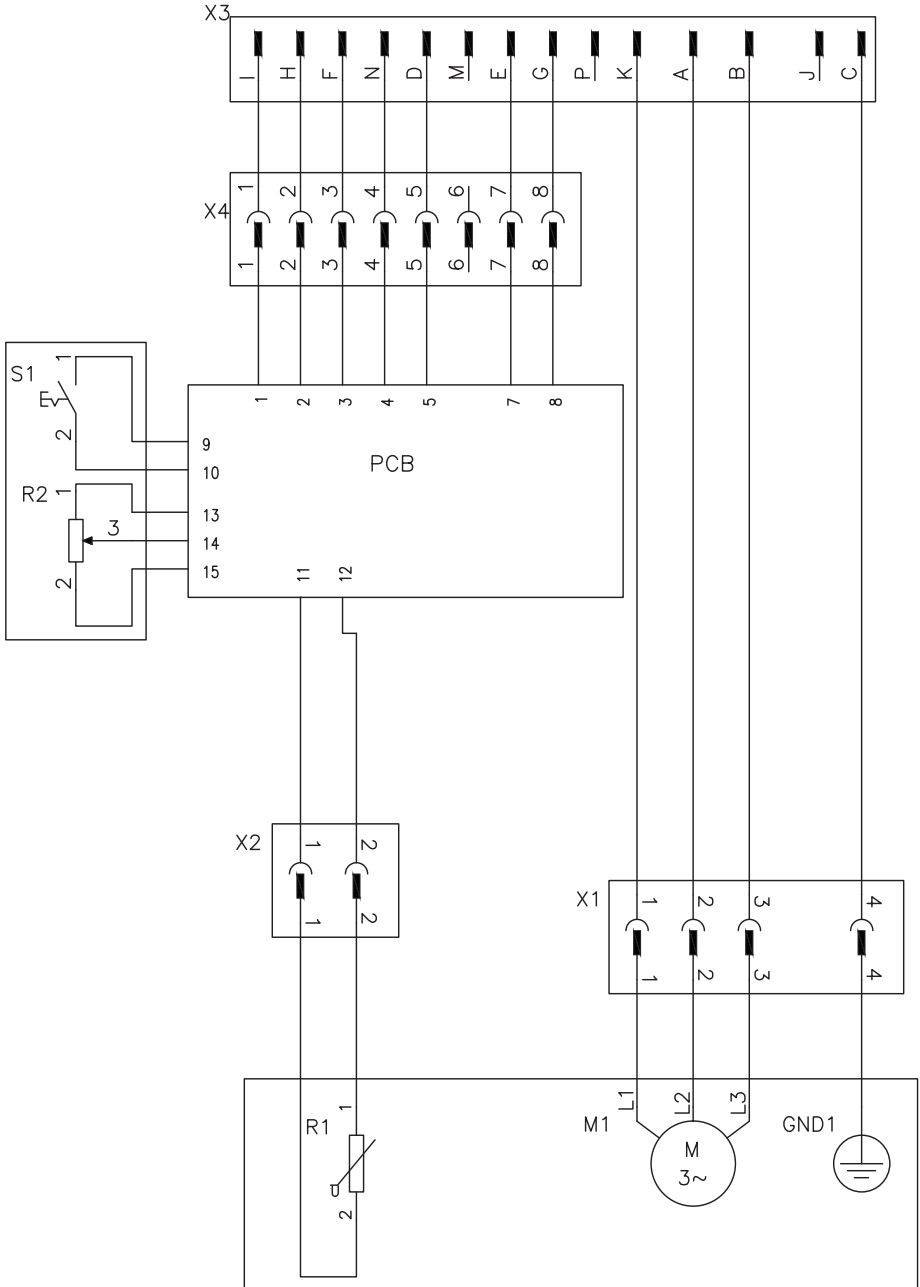 X3
I H F N D M E G P K A B J C
1 2 3 4 5 6 7 8
X4
1 2 3 4 5 6 7 8
S1
1
2
R2
1
3
2
1 2 3 4 5 7 8
9
10
PCB
13
14
15
11 12
X2
1 2
1 2
X1
1 2 3 4
1 2 3 4
R1
1
2
M1
L1 L2 L3
M
3~
GND1